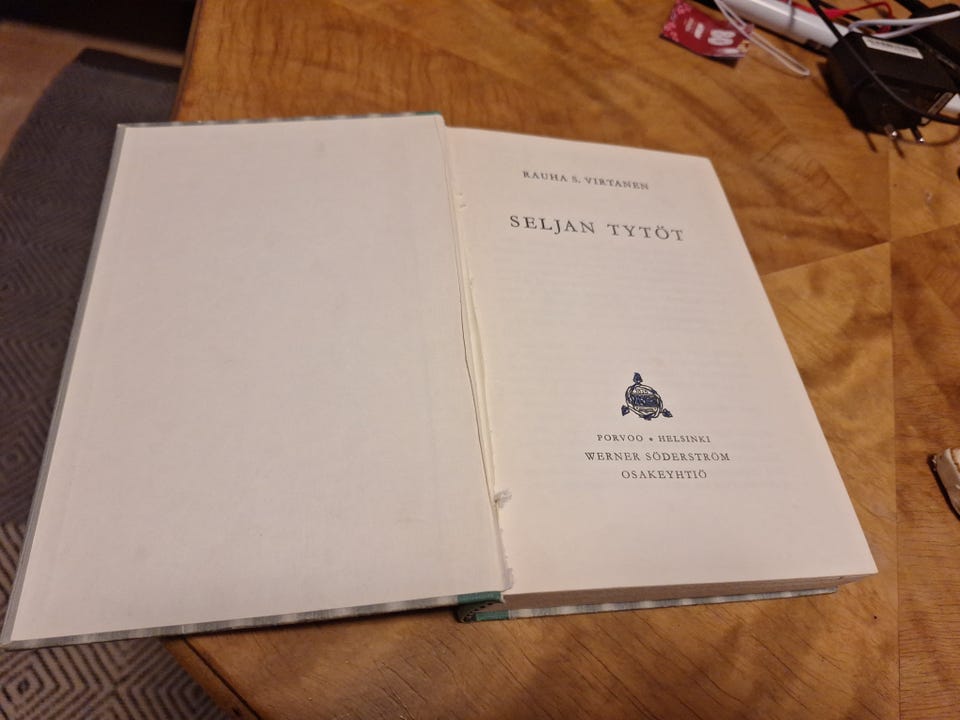 RAUHA S. VIRTANEN
SELJAN TYTÖT
PORVOO • HELSINKI
WERNER SÖDERSTRÖM
OSAKEYHTIÖ